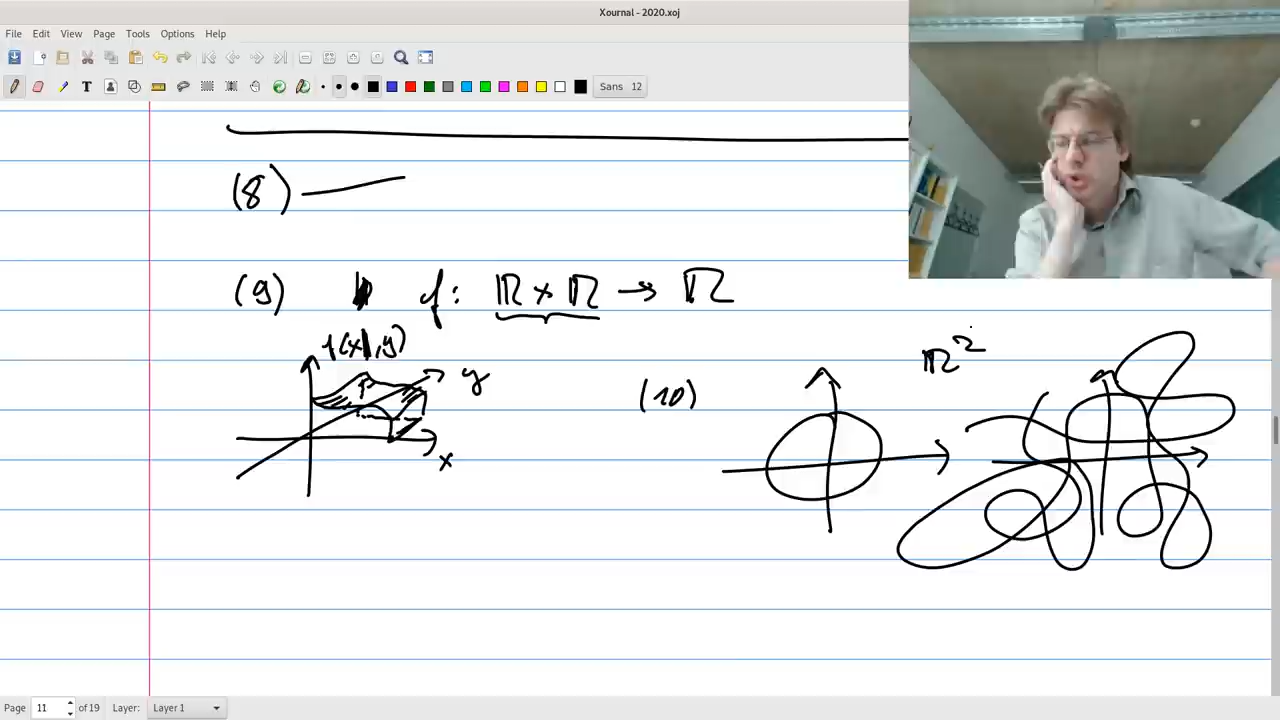 Xournal - 2020.xoj
File Edit View Page Tools Options Help
T Sans 12
(8)
(9) f: ℝ × ℝ → ℝ
f(x,y)
y
x
(10)
ℝ²
Page 11 of 19 Layer: Layer 1